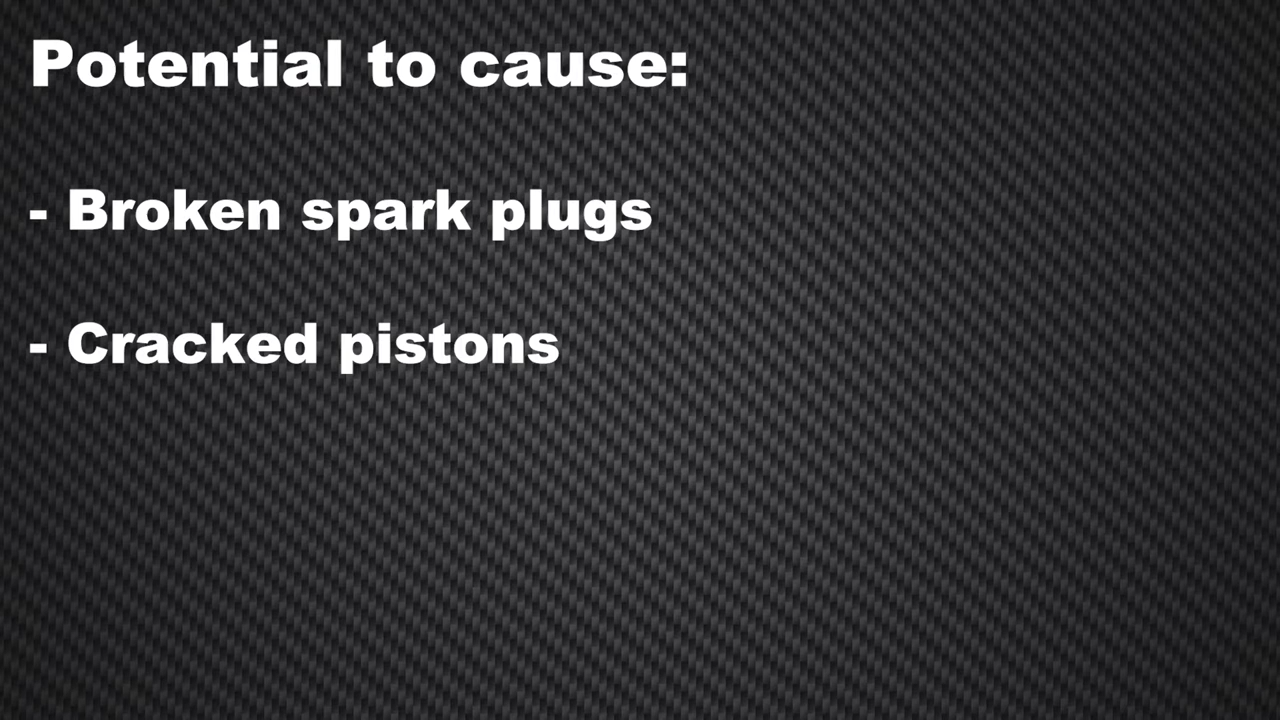 Potential to cause:
- Broken spark plugs
- Cracked pistons